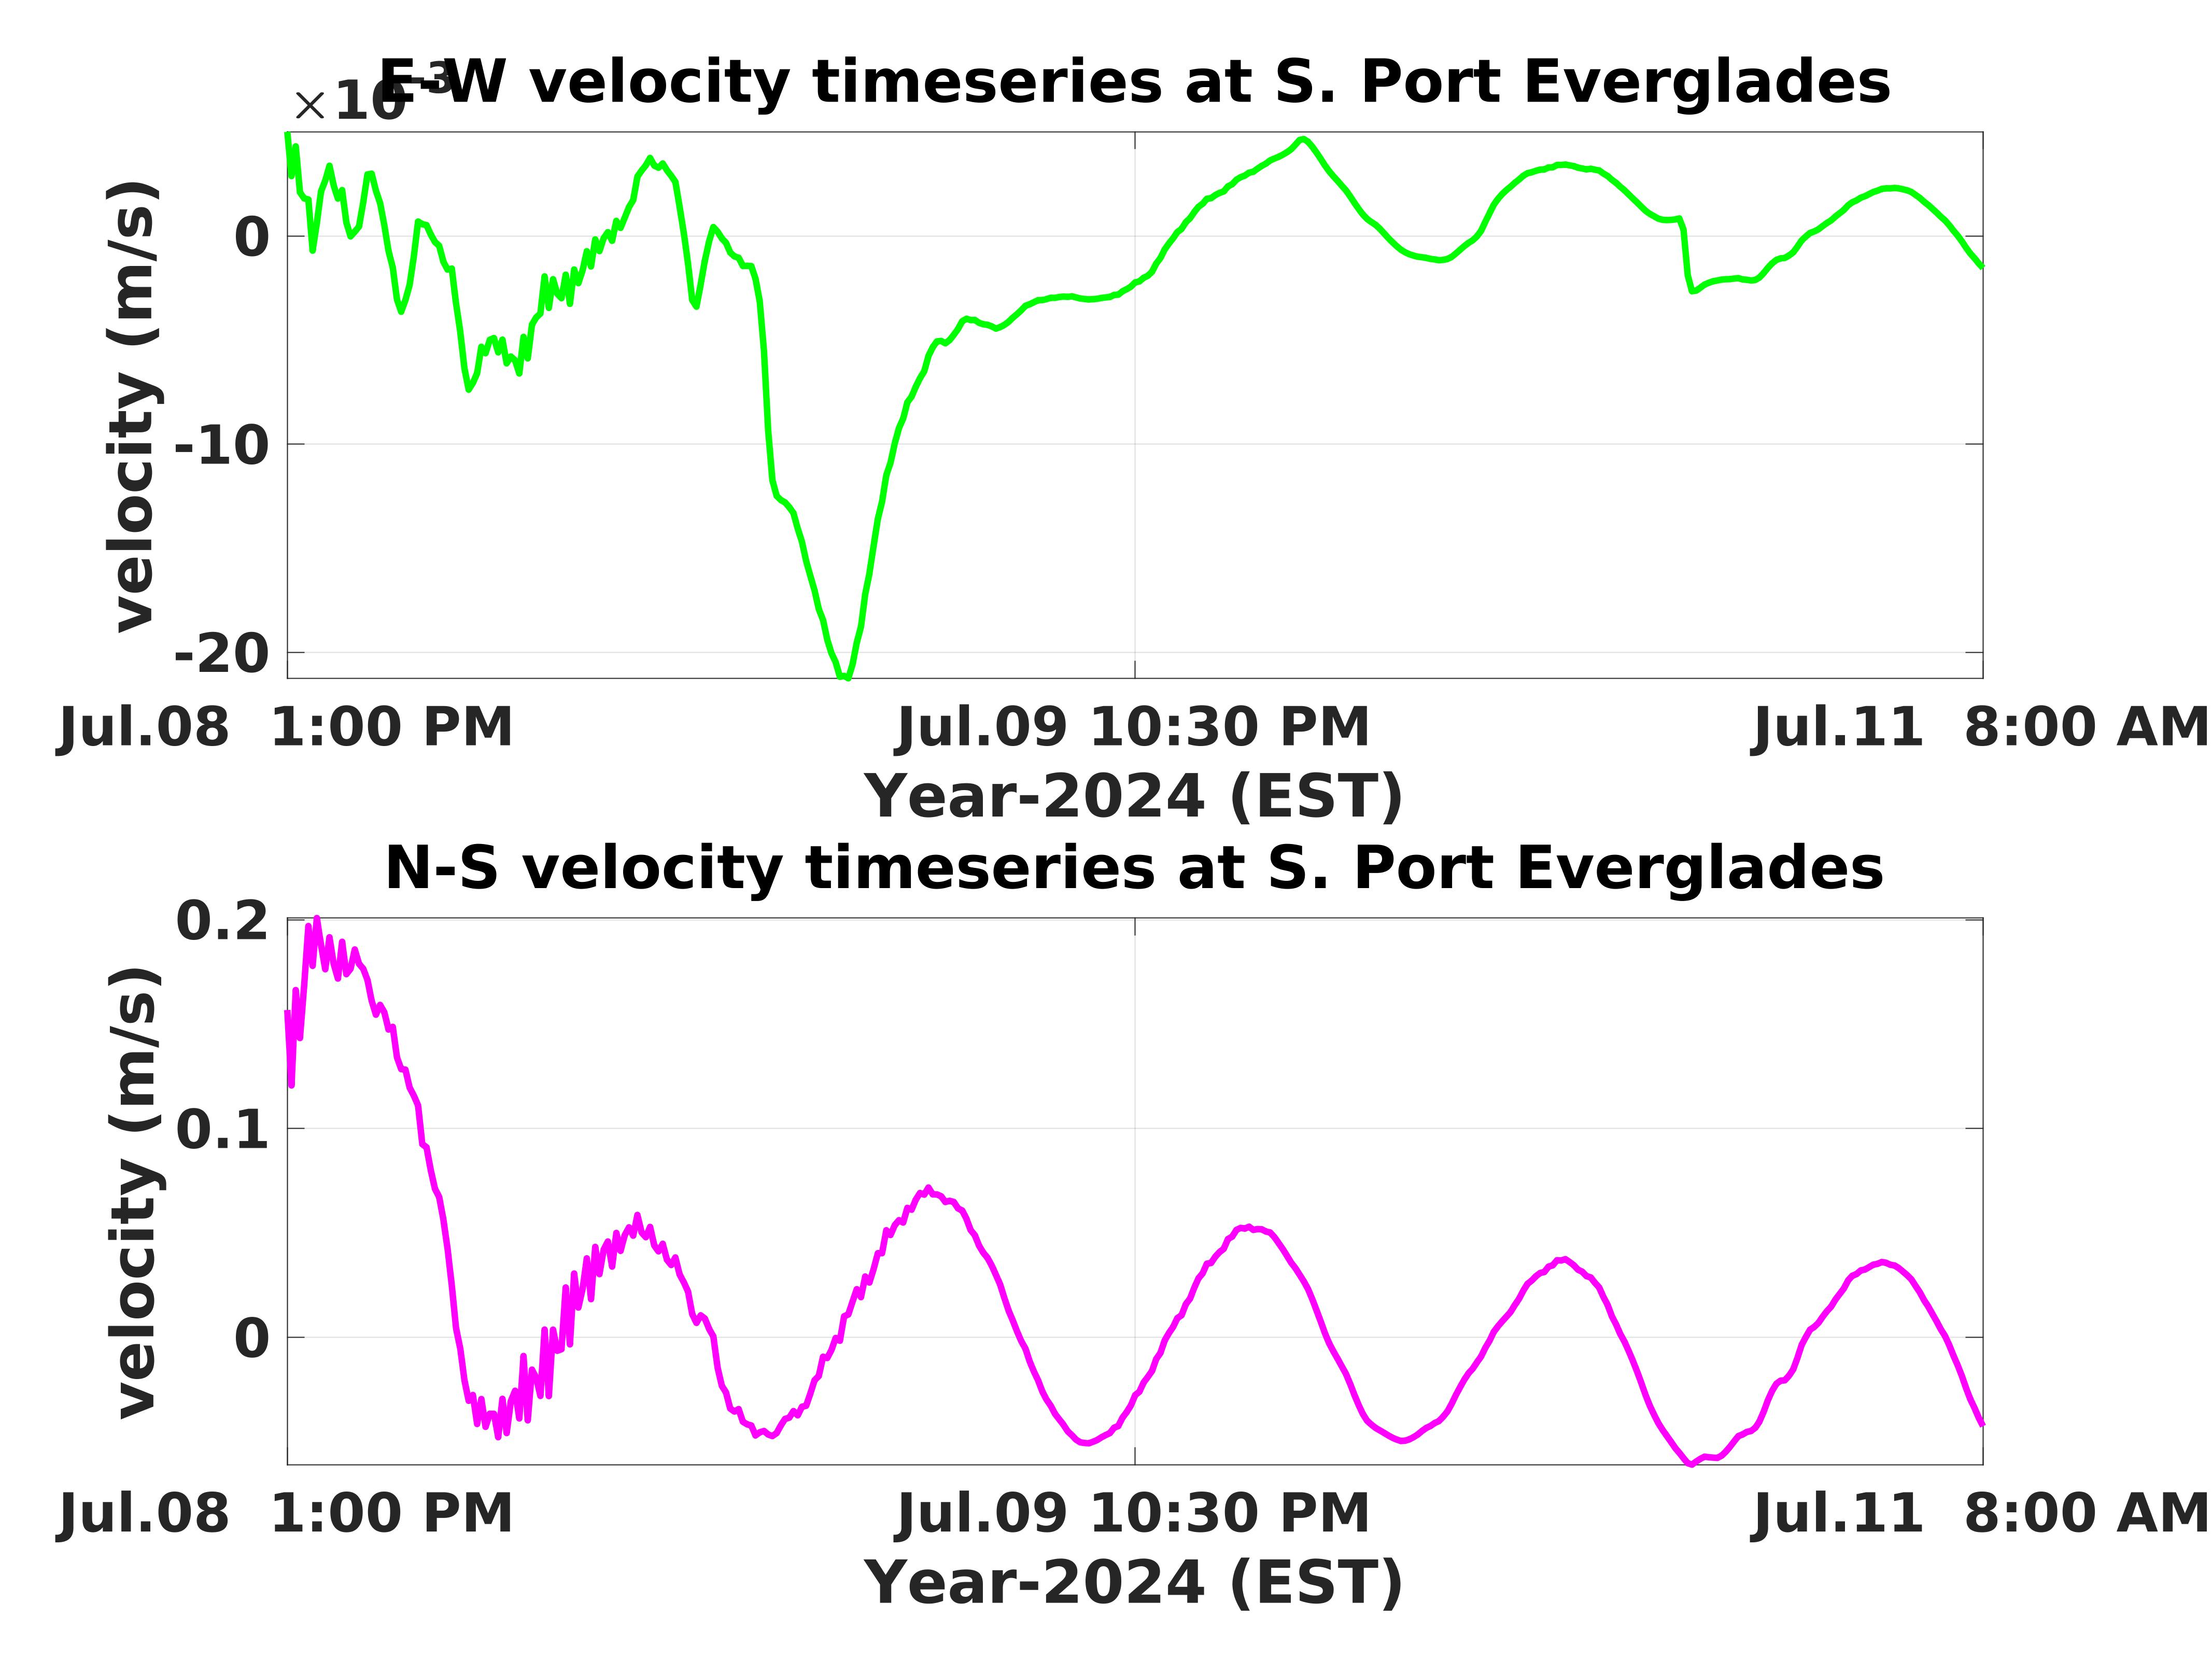 E-W velocity timeseries at S. Port Everglades
×10-3
velocity (m/s)
0
-10
-20
Jul.08 1:00 PM
Jul.09 10:30 PM
Jul.11 8:00 AM
Year-2024 (EST)
N-S velocity timeseries at S. Port Everglades
velocity (m/s)
0.2
0.1
0
Jul.08 1:00 PM
Jul.09 10:30 PM
Jul.11 8:00 AM
Year-2024 (EST)